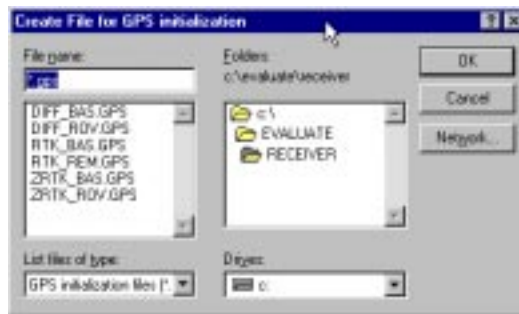 Create File for GPS initialization
File name:
*.gps
DIFF_BAS.GPS
DIFF_ROV.GPS
RTK_BAS.GPS
RTK_REM.GPS
ZRTK_BAS.GPS
ZRTK_ROV.GPS
List files of type:
GPS initialization files (*.
Folders:
c:\evaluate\receiver
c:\
EVALUATE
RECEIVER
Drives:
c:
OK
Cancel
Network...